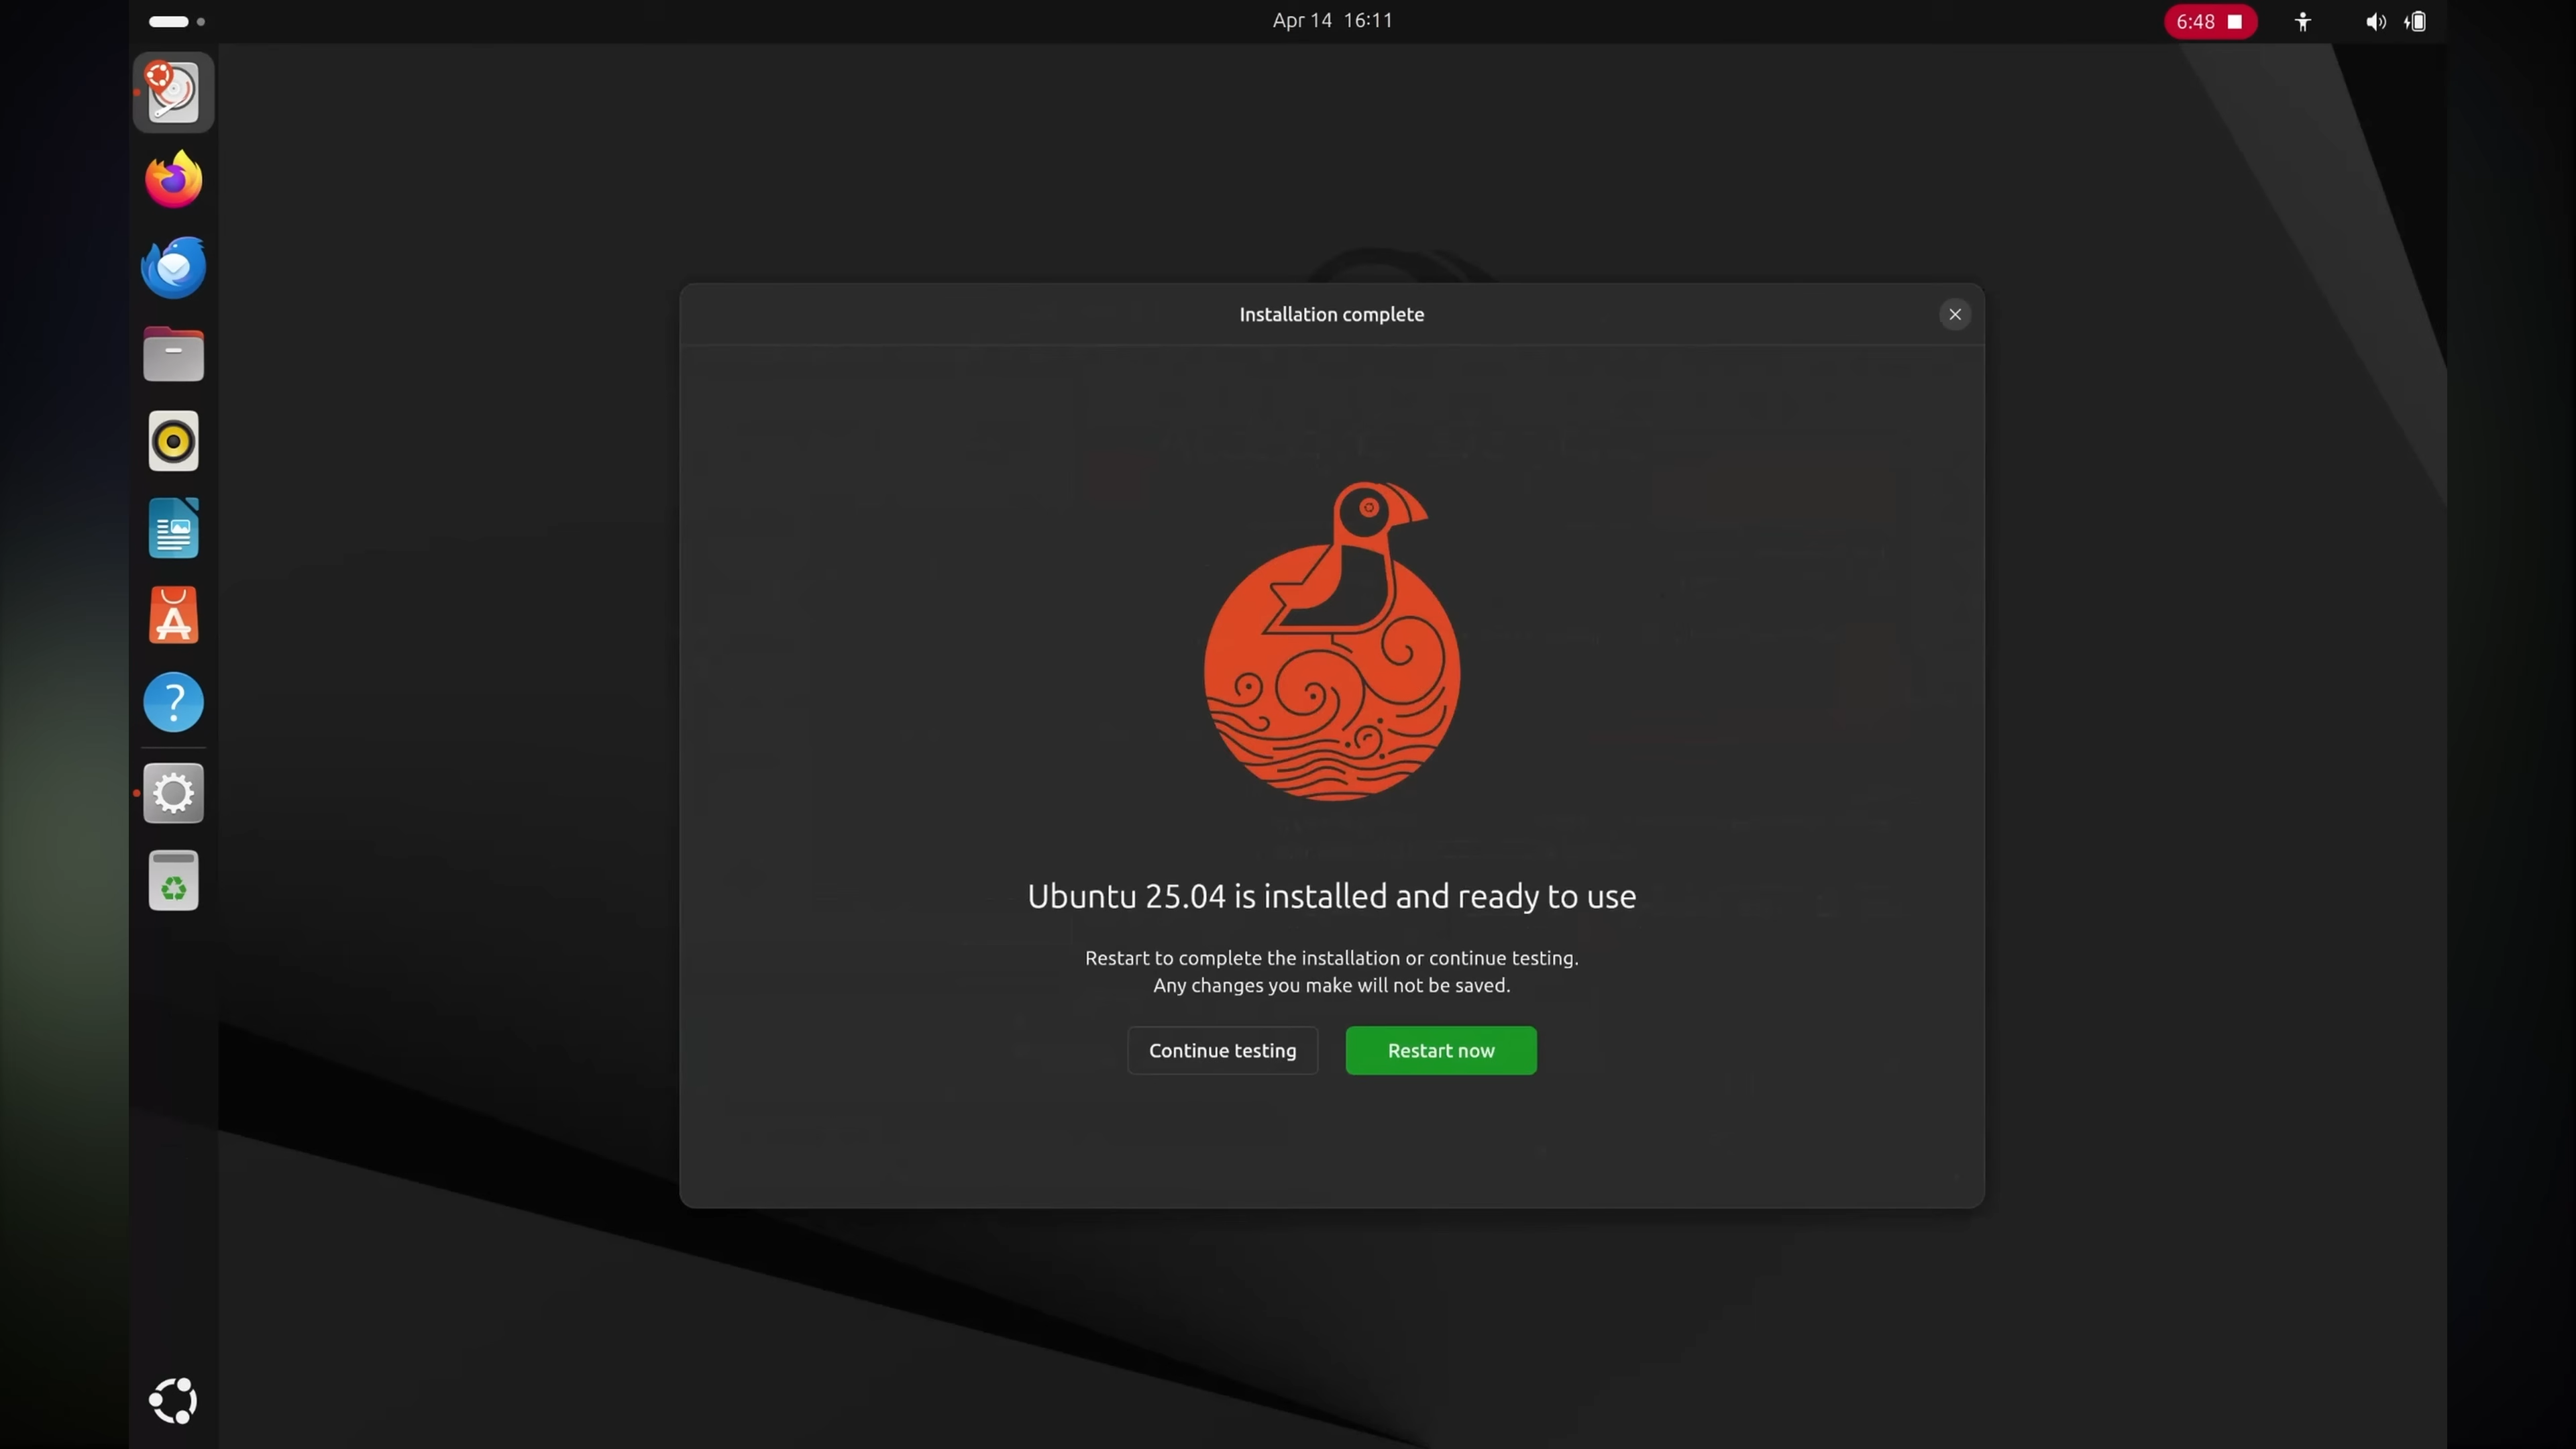 Apr 14 16:11
6:48
Installation complete
Ubuntu 25.04 is installed and ready to use
Restart to complete the installation or continue testing.
Any changes you make will not be saved.
Continue testing
Restart now